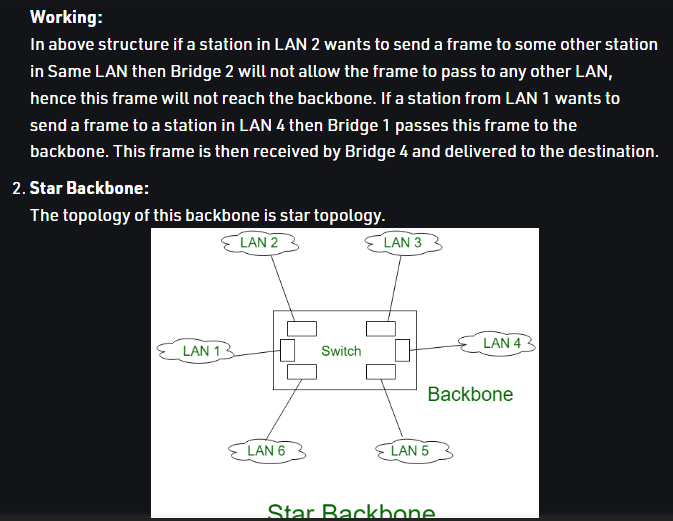 Working:
In above structure if a station in LAN 2 wants to send a frame to some other station
in Same LAN then Bridge 2 will not allow the frame to pass to any other LAN,
hence this frame will not reach the backbone. If a station from LAN 1 wants to
send a frame to a station in LAN 4 then Bridge 1 passes this frame to the
backbone. This frame is then received by Bridge 4 and delivered to the destination.
2. Star Backbone:
The topology of this backbone is star topology.
LAN 2
LAN 3
LAN 1
Switch
LAN 4
Backbone
LAN 6
LAN 5
Star Backbone